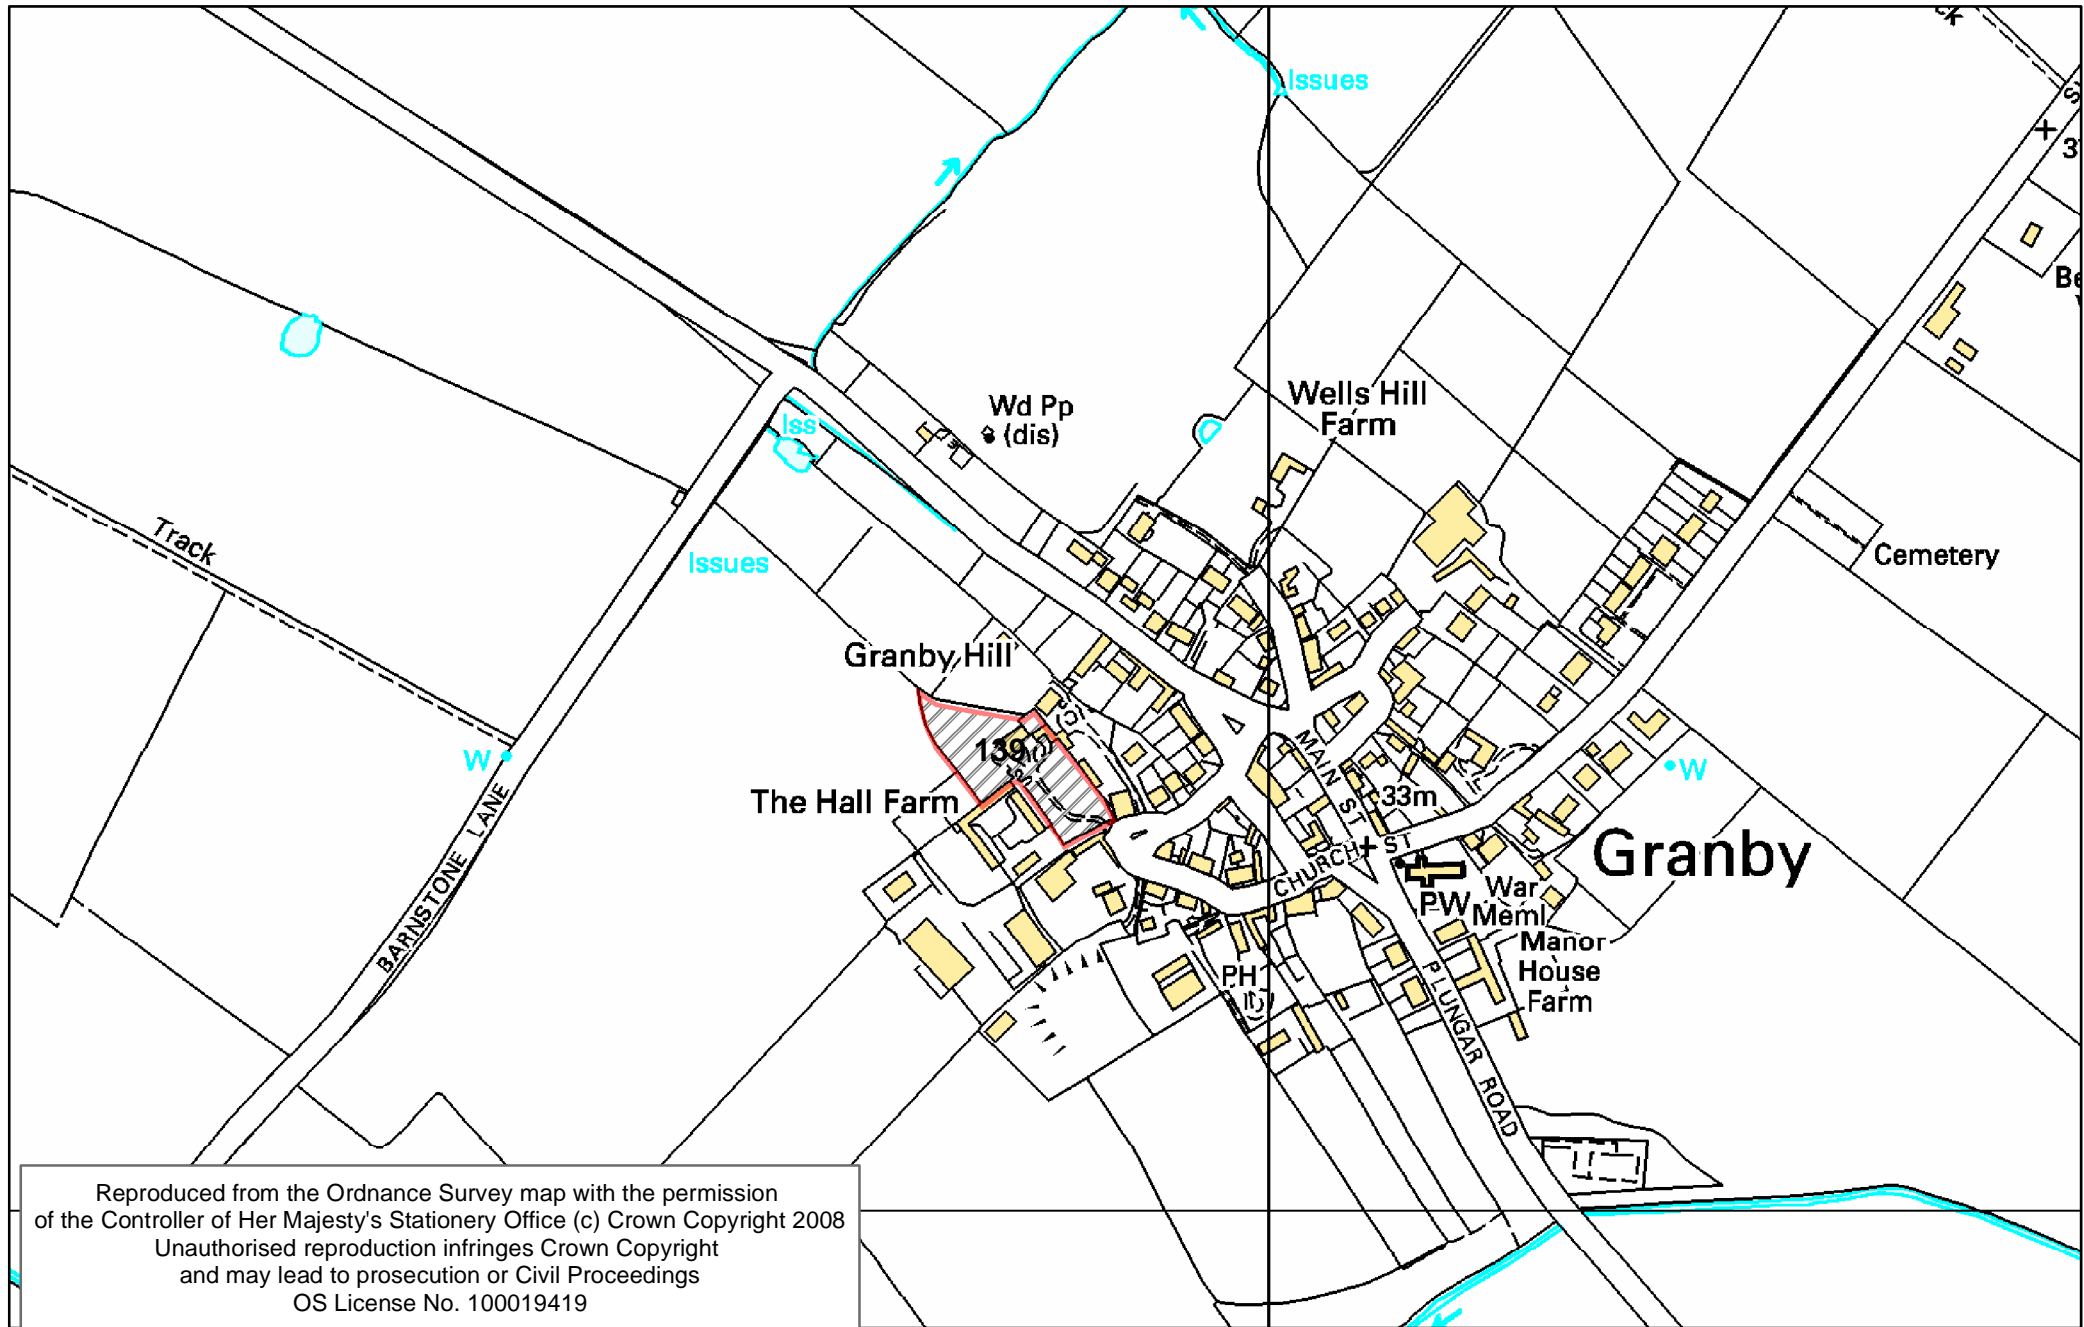 Issues
3
Be
Wd Pp
(dis)
Wells Hill
Farm
Iss
Track
Issues
Cemetery
Granby Hill
139
W
The Hall Farm
MAIN ST
33m
W
BARNSTONE LANE
CHURCH ST
Granby
PW
War
Meml
Manor
House
Farm
PH
PLUNGAR ROAD
Reproduced from the Ordnance Survey map with the permission
of the Controller of Her Majesty's Stationery Office (c) Crown Copyright 2008
Unauthorised reproduction infringes Crown Copyright
and may lead to prosecution or Civil Proceedings
OS License No. 100019419